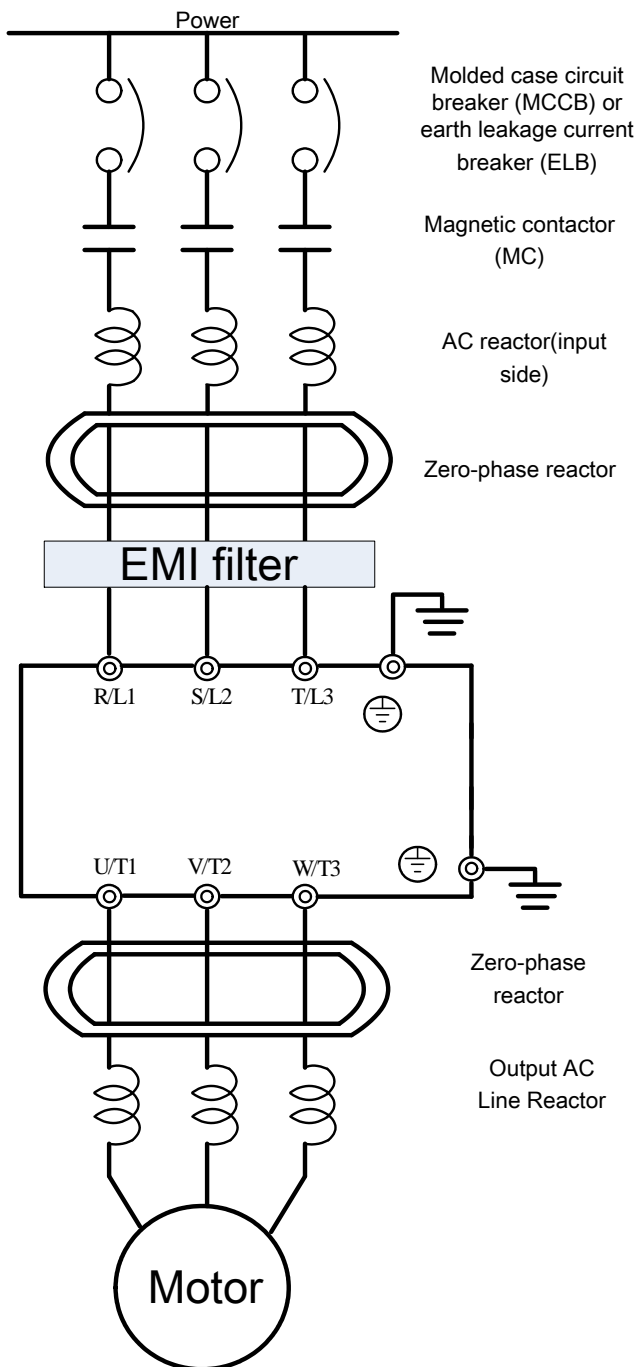 Power
Molded case circuit
breaker (MCCB) or
earth leakage current
breaker (ELB)
Magnetic contactor
(MC)
AC reactor(input
side)
Zero-phase reactor
EMI filter
R/L1 S/L2 T/L3
U/T1 V/T2 W/T3
Zero-phase
reactor
Output AC
Line Reactor
Motor